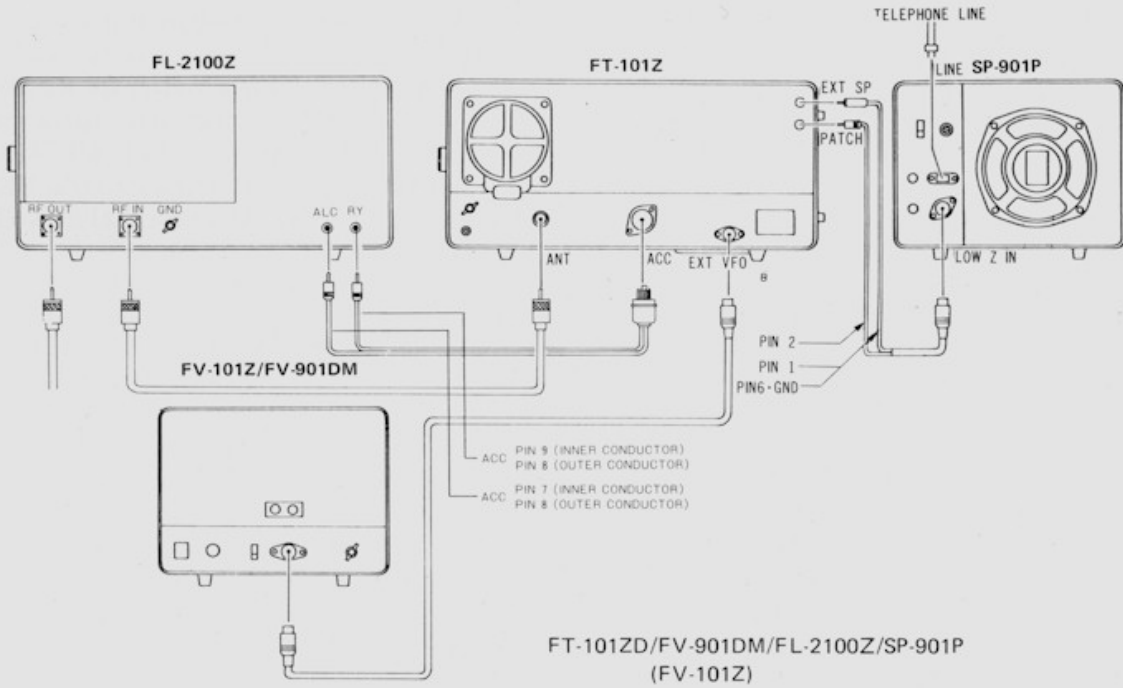 TELEPHONE LINE
FL-2100Z
FT-101Z
LINE SP-901P
EXT SP
PATCH
RF OUT
RF IN
GND
ALC
RY
ANT
ACC
EXT VFO
LOW Z IN
PIN 2
PIN 1
PIN6·GND
FV-101Z/FV-901DM
ACC PIN 9 (INNER CONDUCTOR)
PIN 8 (OUTER CONDUCTOR)
ACC PIN 7 (INNER CONDUCTOR)
PIN 8 (OUTER CONDUCTOR)
FT-101ZD/FV-901DM/FL-2100Z/SP-901P
(FV-101Z)